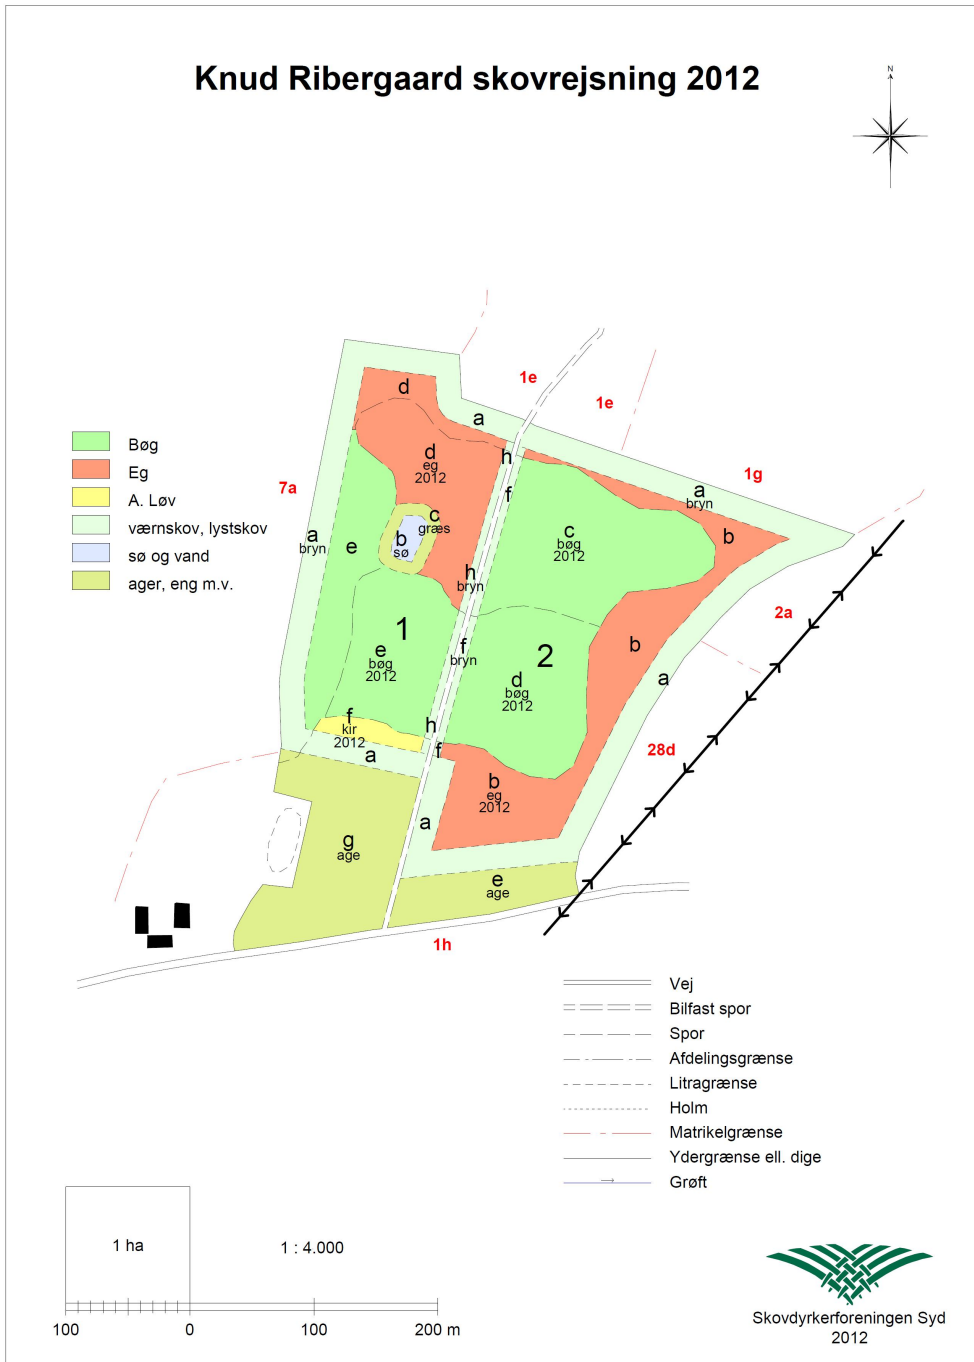 Knud Ribergaard skovrejsning 2012
N
1e
1e
1g
7a
2a
28d
1h
Bøg
Eg
A. Løv
værnskov, lystskov
sø og vand
ager, eng m.v.
d
a
d
eg
2012
h
f
a
bryn
b
c
græs
b
sø
a
bryn
e
c
bøg
2012
h
bryn
1
e
bøg
2012
f
bryn
2
d
bøg
2012
b
a
f
kir
2012
h
f
a
b
eg
2012
a
g
age
e
age
Vej
Bilfast spor
Spor
Afdelingsgrænse
Litragrænse
Holm
Matrikelgrænse
Ydergrænse ell. dige
Grøft
1 ha
1 : 4.000
100 0 100 200 m
Skovdyrkerforeningen Syd
2012